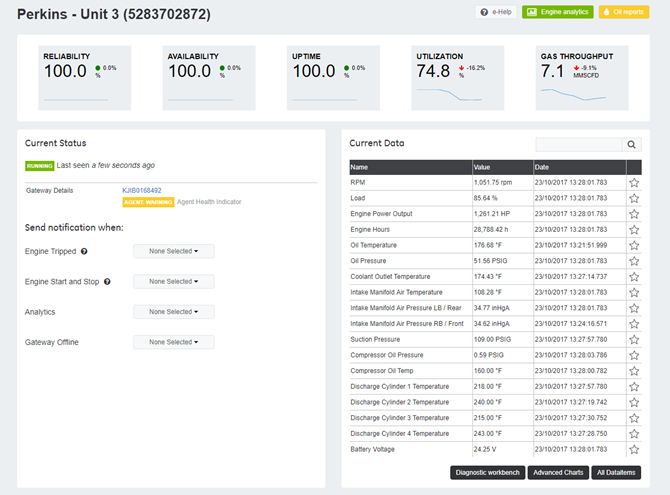 Perkins - Unit 3 (5283702872)
e-Help
Engine analytics
Oil reports
RELIABILITY
100.0 0.0%
%
AVAILABILITY
100.0 0.0%
%
UPTIME
100.0 0.0%
%
UTILIZATION
74.8 -16.2%
%
GAS THROUGHPUT
7.1 -9.1%
MMSCFD
Current Status
RUNNING Last seen a few seconds ago
Gateway Details KJIB0168492
AGENT: WARNING Agent Health Indicator
Send notification when:
Engine Tripped ? None Selected
Engine Start and Stop ? None Selected
Analytics None Selected
Gateway Offline None Selected
Current Data
Name Value Date
RPM 1,051.75 rpm 23/10/2017 13:28:01.783
Load 85.64 % 23/10/2017 13:28:01.783
Engine Power Output 1,261.21 HP 23/10/2017 13:28:01.783
Engine Hours 28,788.42 h 23/10/2017 13:28:01.783
Oil Temperature 176.68 °F 23/10/2017 13:21:51.999
Oil Pressure 51.56 PSIG 23/10/2017 13:28:01.783
Coolant Outlet Temperature 174.43 °F 23/10/2017 13:27:14.737
Intake Manifold Air Temperature 108.28 °F 23/10/2017 13:28:01.783
Intake Manifold Air Pressure LB / Rear 34.77 inHgA 23/10/2017 13:28:01.783
Intake Manifold Air Pressure RB / Front 34.62 inHgA 23/10/2017 13:24:16.571
Suction Pressure 109.00 PSIG 23/10/2017 13:27:57.780
Compressor Oil Pressure 0.59 PSIG 23/10/2017 13:28:03.786
Compressor Oil Temp 160.00 °F 23/10/2017 13:28:00.782
Discharge Cylinder 1 Temperature 218.00 °F 23/10/2017 13:27:57.780
Discharge Cylinder 2 Temperature 240.00 °F 23/10/2017 13:27:19.742
Discharge Cylinder 3 Temperature 215.00 °F 23/10/2017 13:27:30.752
Discharge Cylinder 4 Temperature 243.00 °F 23/10/2017 13:27:28.750
Battery Voltage 24.25 V 23/10/2017 13:28:01.783
Diagnostic workbench
Advanced Charts
All Dataitems